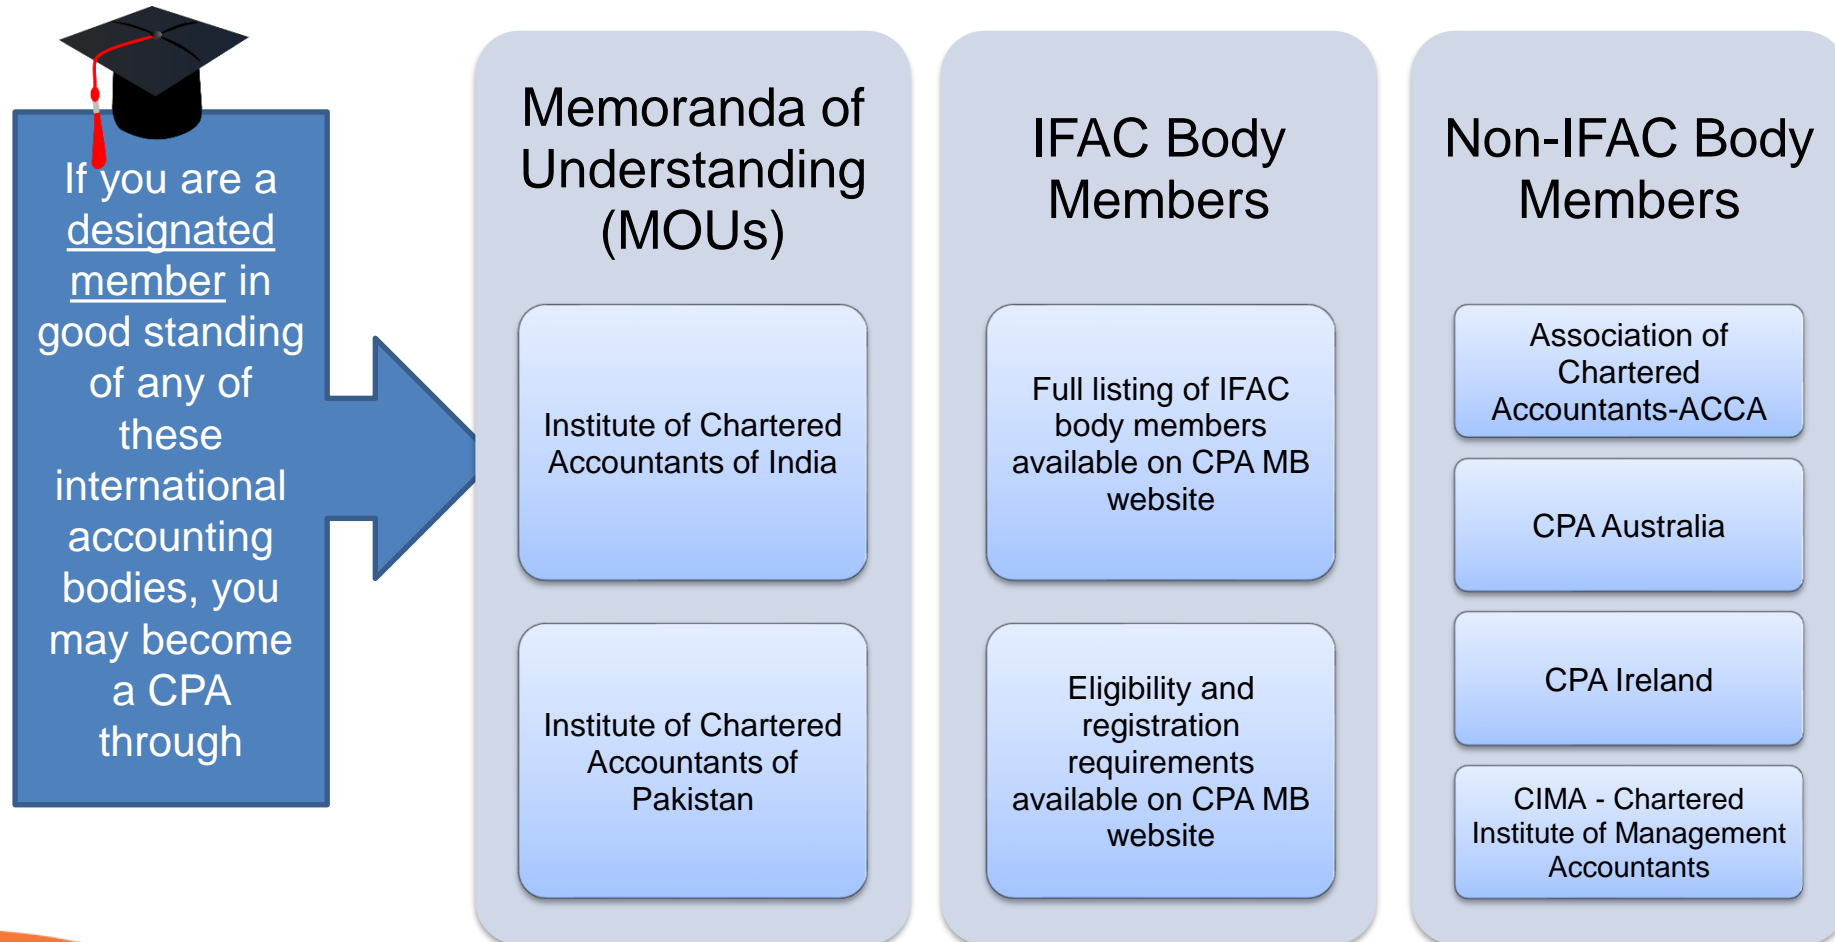 If you are a
designated
member in
good standing
of any of
these
international
accounting
bodies, you
may become
a CPA
through
Memoranda of
Understanding
(MOUs)
Institute of Chartered
Accountants of India
Institute of Chartered
Accountants of
Pakistan
IFAC Body
Members
Full listing of IFAC
body members
available on CPA MB
website
Eligibility and
registration
requirements
available on CPA MB
website
Non-IFAC Body
Members
Association of
Chartered
Accountants-ACCA
CPA Australia
CPA Ireland
CIMA - Chartered
Institute of Management
Accountants